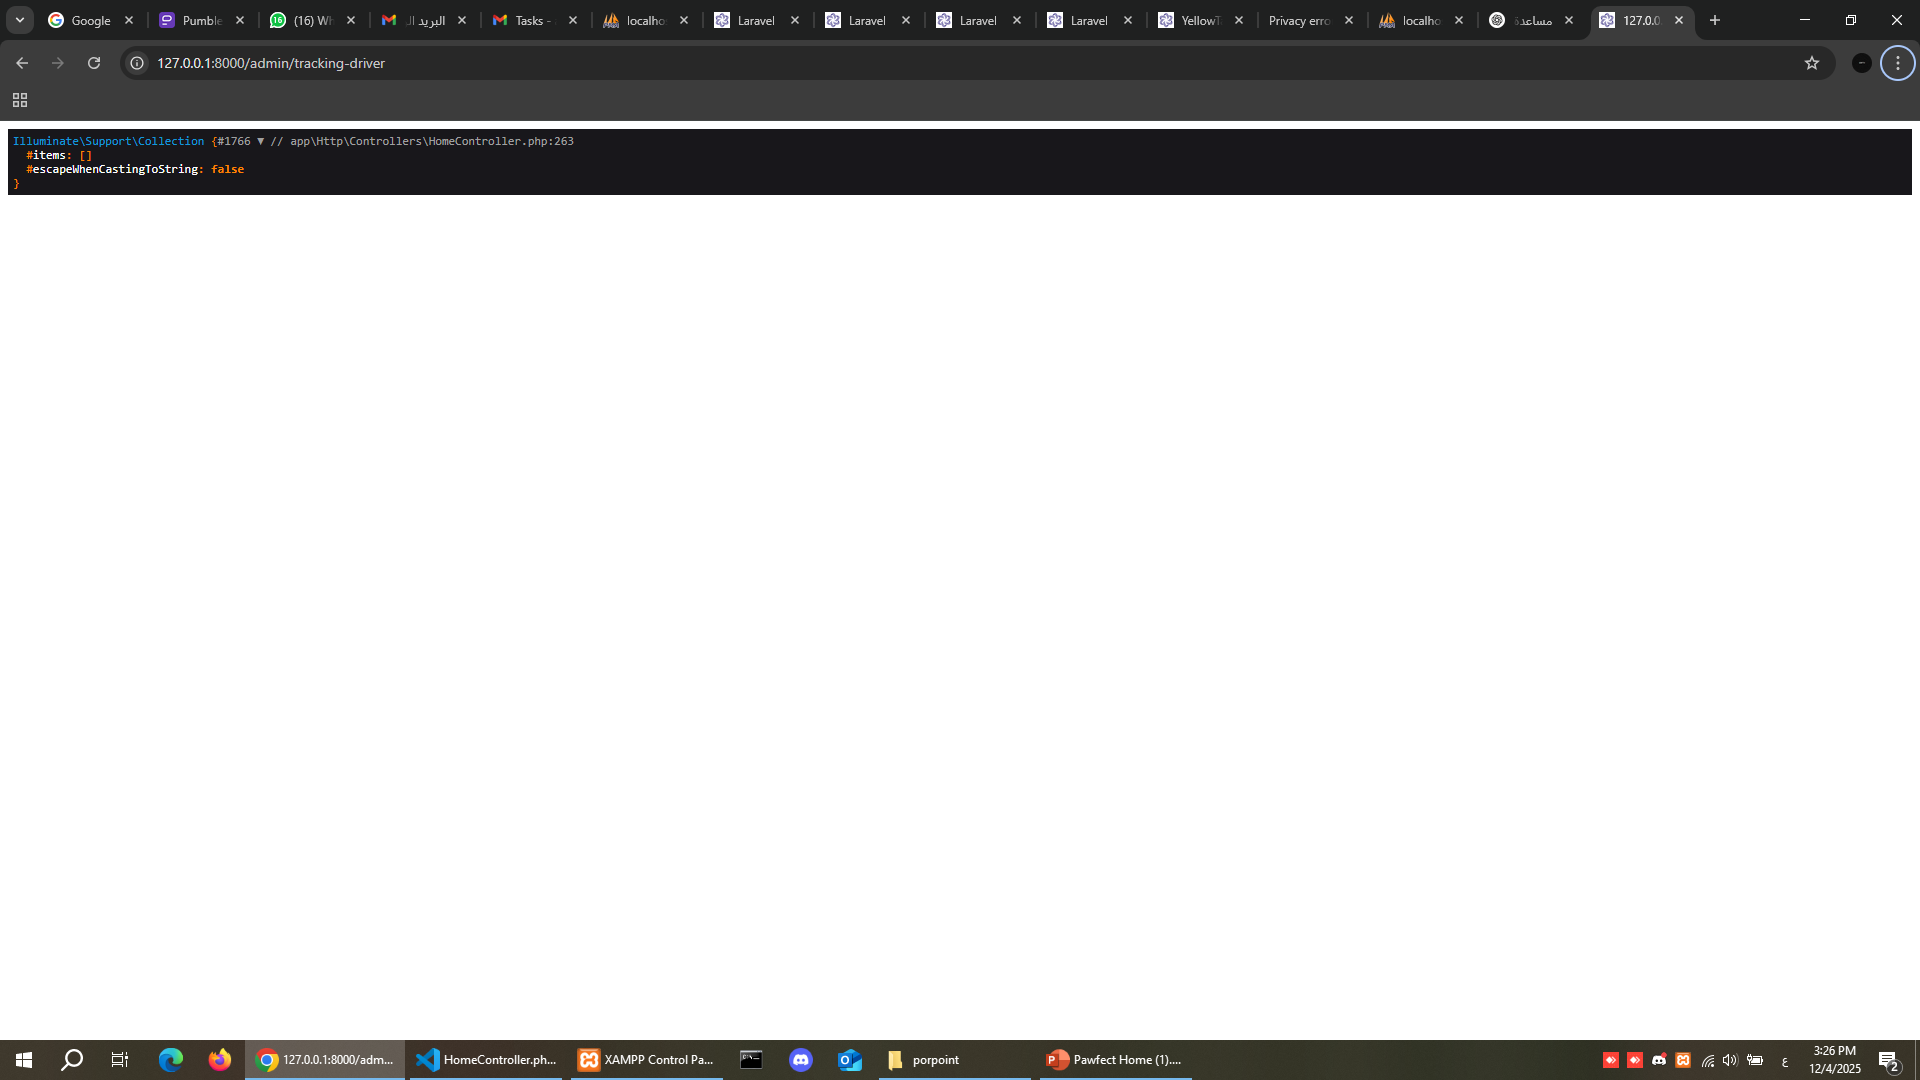 Google
Pumble
(16) Wh
البريد ال
Tasks -
localho
Laravel
Laravel
Laravel
Laravel
YellowT
Privacy erro
localho
مساعدة
127.0.0.
127.0.0.1:8000/admin/tracking-driver
Illuminate\Support\Collection {#1766 ▼ // app\Http\Controllers\HomeController.php:263
#items: []
#escapeWhenCastingToString: false
}
127.0.0.1:8000/adm...
HomeController.ph...
XAMPP Control Pa...
porpoint
Pawfect Home (1)....
ع
3:26 PM
12/4/2025
2